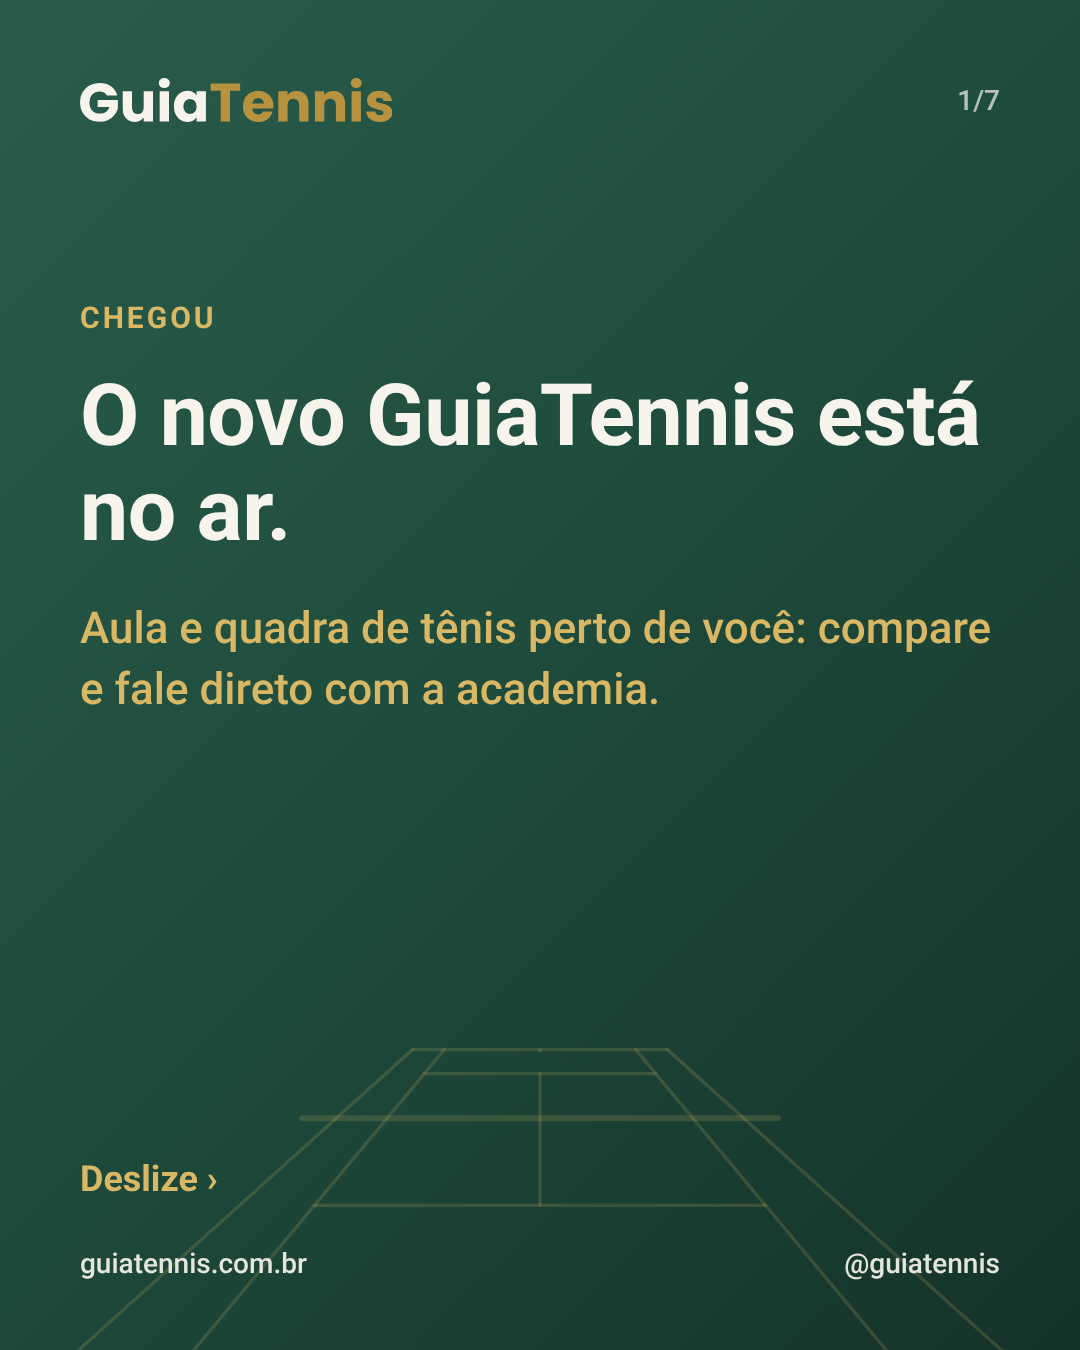 GuiaTennis
1/7
CHEGOU
O novo GuiaTennis está
no ar.
Aula e quadra de tênis perto de você: compare
e fale direto com a academia.
Deslize ›
guiatennis.com.br
@guiatennis